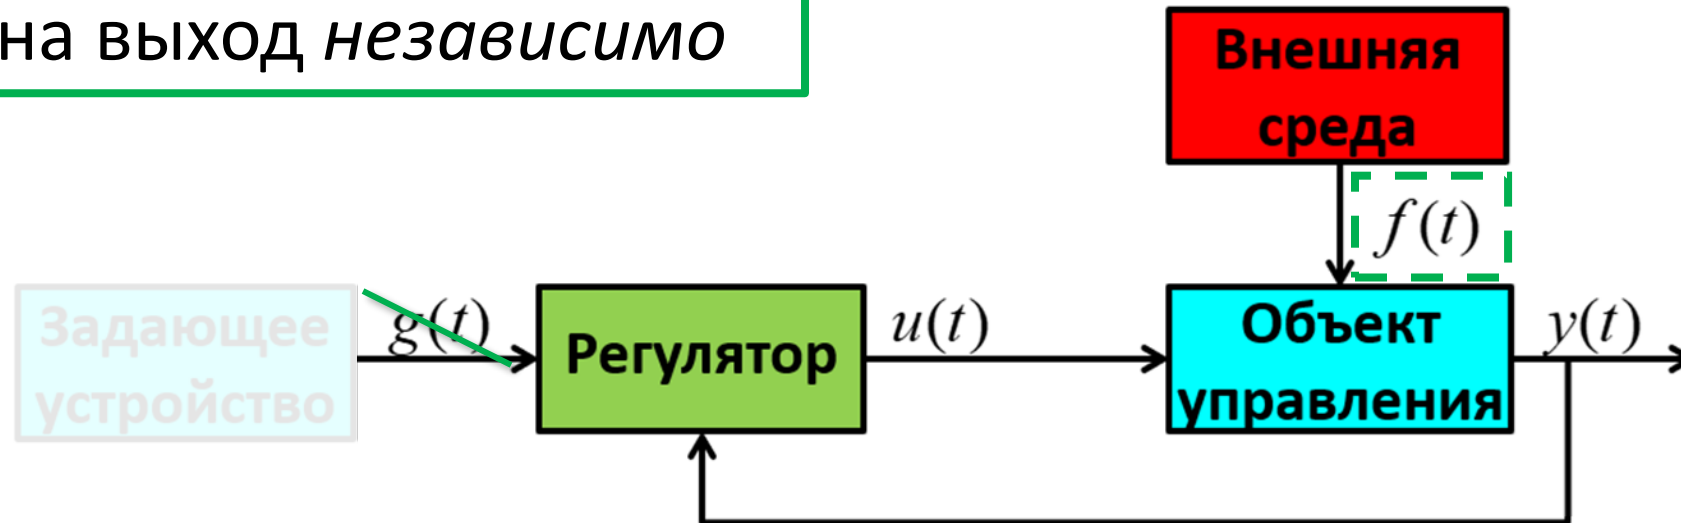 на выход независимо
Внешняя
среда
f(t)
Задающее
устройство
g(t)
Регулятор
u(t)
Объект
управления
y(t)